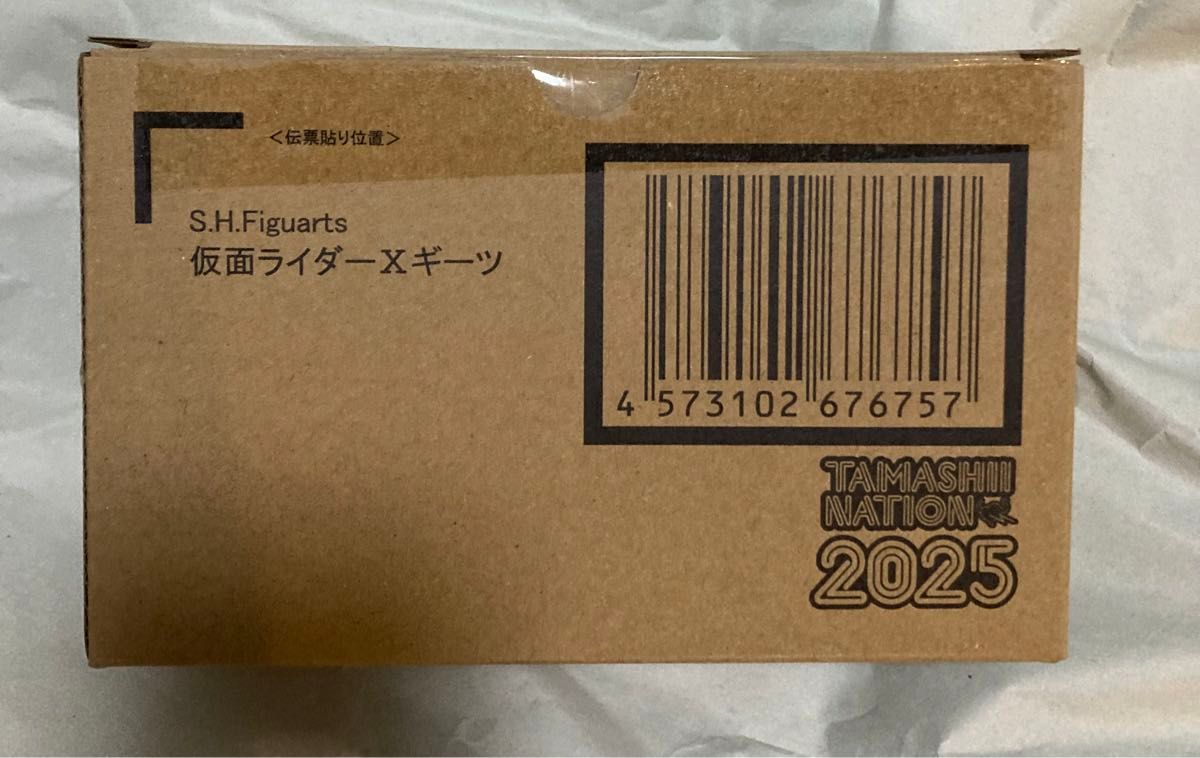 ＜伝票貼り位置＞
S.H.Figuarts
仮面ライダーXギーツ
4 573102 676757
TAMASHII
NATION
2025